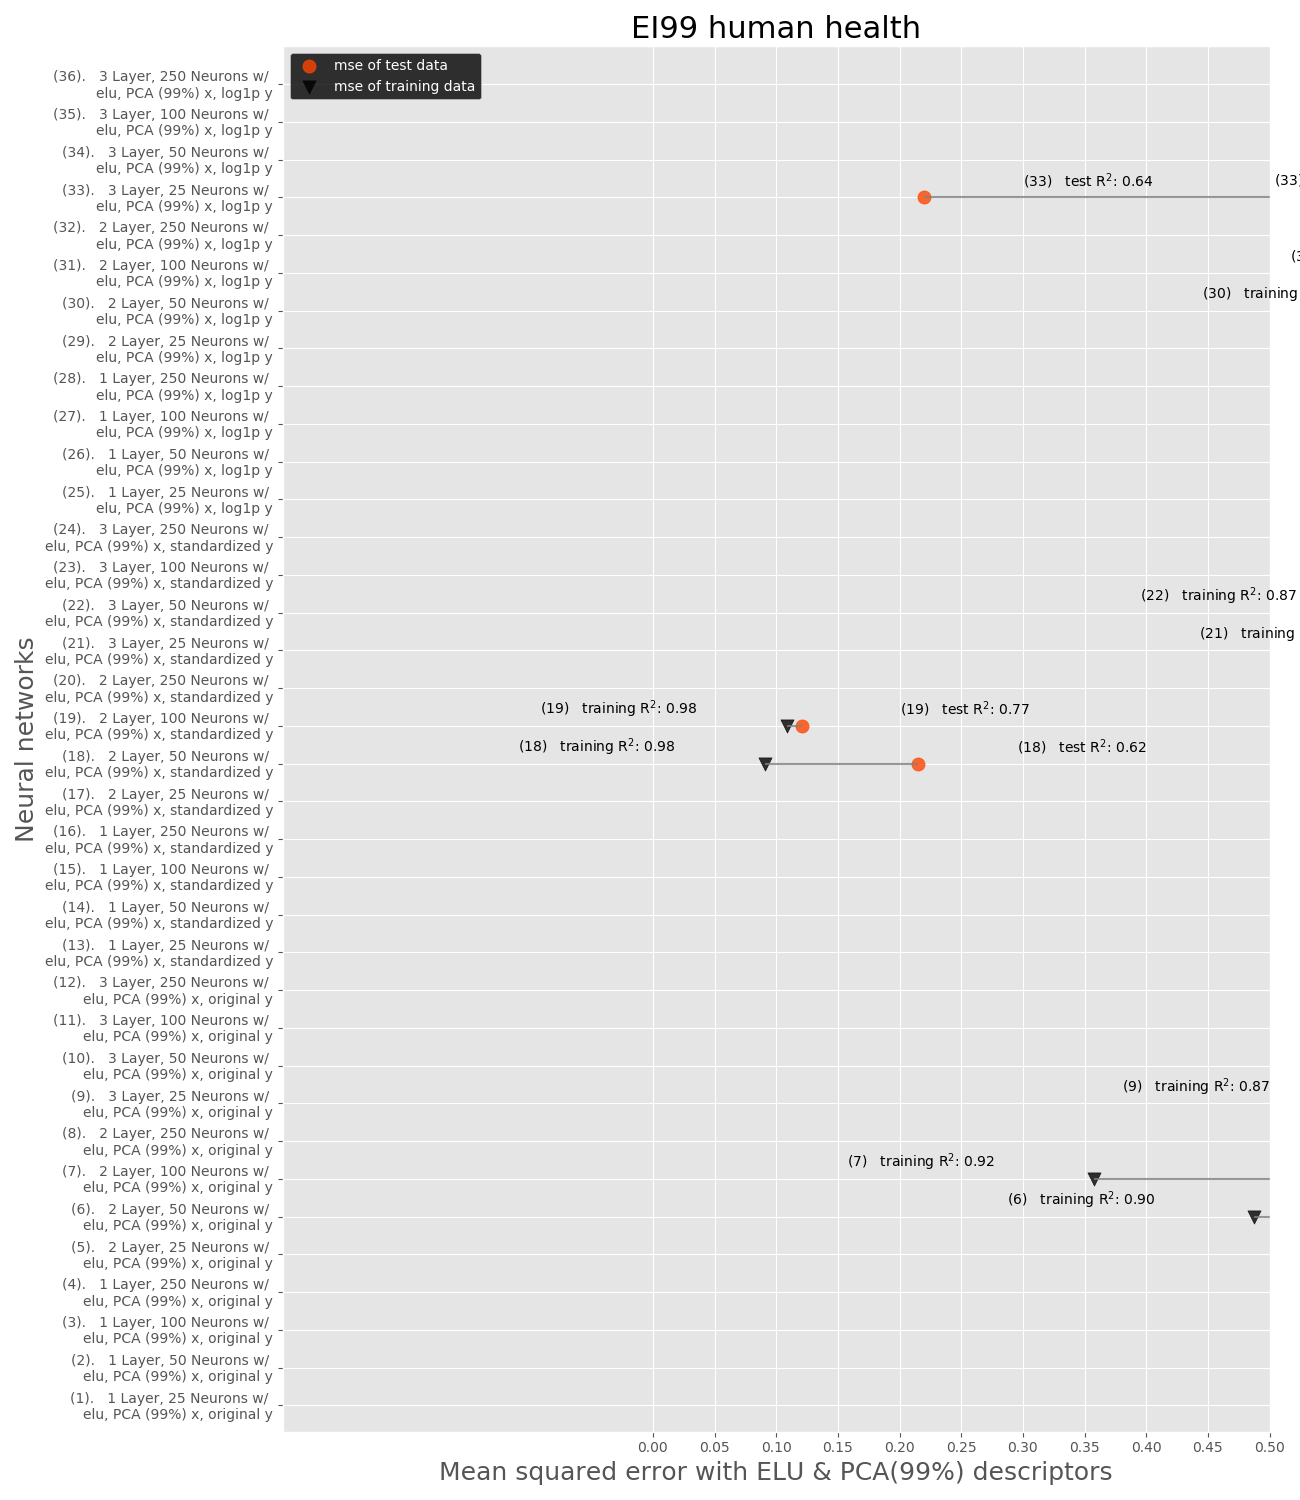 EI99 human health
mse of test data
mse of training data
(36).   3 Layer, 250 Neurons w/
elu, PCA (99%) x, log1p y
(35).   3 Layer, 100 Neurons w/
elu, PCA (99%) x, log1p y
(34).   3 Layer, 50 Neurons w/
elu, PCA (99%) x, log1p y
(33)   test R²: 0.64
(33)
(33).   3 Layer, 25 Neurons w/
elu, PCA (99%) x, log1p y
(32).   2 Layer, 250 Neurons w/
elu, PCA (99%) x, log1p y
(31).   2 Layer, 100 Neurons w/
elu, PCA (99%) x, log1p y
(30)   training
(30).   2 Layer, 50 Neurons w/
elu, PCA (99%) x, log1p y
(29).   2 Layer, 25 Neurons w/
elu, PCA (99%) x, log1p y
(28).   1 Layer, 250 Neurons w/
elu, PCA (99%) x, log1p y
(27).   1 Layer, 100 Neurons w/
elu, PCA (99%) x, log1p y
(26).   1 Layer, 50 Neurons w/
elu, PCA (99%) x, log1p y
(25).   1 Layer, 25 Neurons w/
elu, PCA (99%) x, log1p y
(24).   3 Layer, 250 Neurons w/
elu, PCA (99%) x, standardized y
(23).   3 Layer, 100 Neurons w/
elu, PCA (99%) x, standardized y
(22)   training R²: 0.87
(22).   3 Layer, 50 Neurons w/
elu, PCA (99%) x, standardized y
(21)   training
(21).   3 Layer, 25 Neurons w/
elu, PCA (99%) x, standardized y
(20).   2 Layer, 250 Neurons w/
elu, PCA (99%) x, standardized y
(19)   training R²: 0.98
(19)   test R²: 0.77
(19).   2 Layer, 100 Neurons w/
elu, PCA (99%) x, standardized y
(18)   training R²: 0.98
(18)   test R²: 0.62
(18).   2 Layer, 50 Neurons w/
elu, PCA (99%) x, standardized y
(17).   2 Layer, 25 Neurons w/
elu, PCA (99%) x, standardized y
(16).   1 Layer, 250 Neurons w/
elu, PCA (99%) x, standardized y
(15).   1 Layer, 100 Neurons w/
elu, PCA (99%) x, standardized y
(14).   1 Layer, 50 Neurons w/
elu, PCA (99%) x, standardized y
(13).   1 Layer, 25 Neurons w/
elu, PCA (99%) x, standardized y
(12).   3 Layer, 250 Neurons w/
elu, PCA (99%) x, original y
(11).   3 Layer, 100 Neurons w/
elu, PCA (99%) x, original y
(10).   3 Layer, 50 Neurons w/
elu, PCA (99%) x, original y
(9)   training R²: 0.87
(9).   3 Layer, 25 Neurons w/
elu, PCA (99%) x, original y
(8).   2 Layer, 250 Neurons w/
elu, PCA (99%) x, original y
(7)   training R²: 0.92
(7).   2 Layer, 100 Neurons w/
elu, PCA (99%) x, original y
(6)   training R²: 0.90
(6).   2 Layer, 50 Neurons w/
elu, PCA (99%) x, original y
(5).   2 Layer, 25 Neurons w/
elu, PCA (99%) x, original y
(4).   1 Layer, 250 Neurons w/
elu, PCA (99%) x, original y
(3).   1 Layer, 100 Neurons w/
elu, PCA (99%) x, original y
(2).   1 Layer, 50 Neurons w/
elu, PCA (99%) x, original y
(1).   1 Layer, 25 Neurons w/
elu, PCA (99%) x, original y
Neural networks
0.00 0.05 0.10 0.15 0.20 0.25 0.30 0.35 0.40 0.45 0.50
Mean squared error with ELU & PCA(99%) descriptors